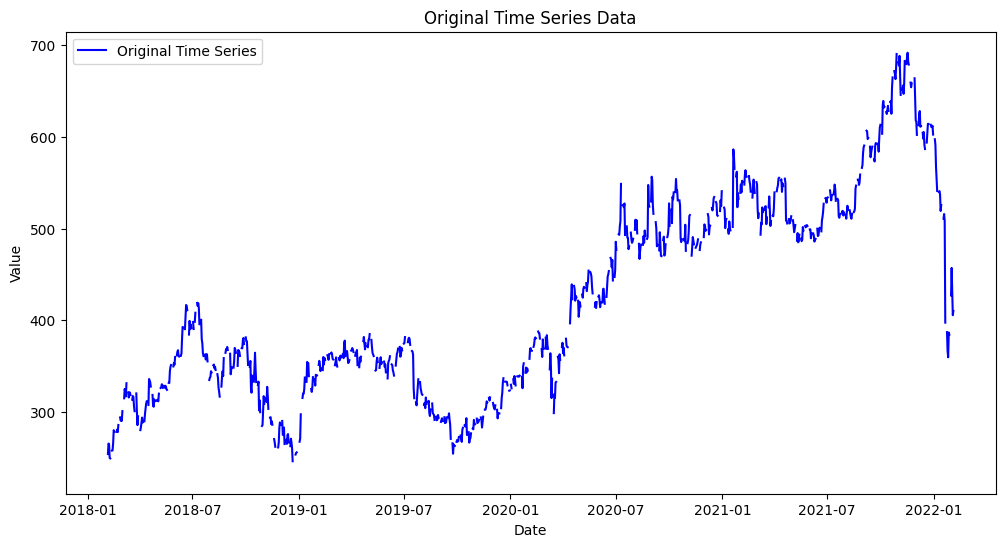 Original Time Series Data
Original Time Series
700
600
500
400
300
Value
2018-01 2018-07 2019-01 2019-07 2020-01 2020-07 2021-01 2021-07 2022-01
Date